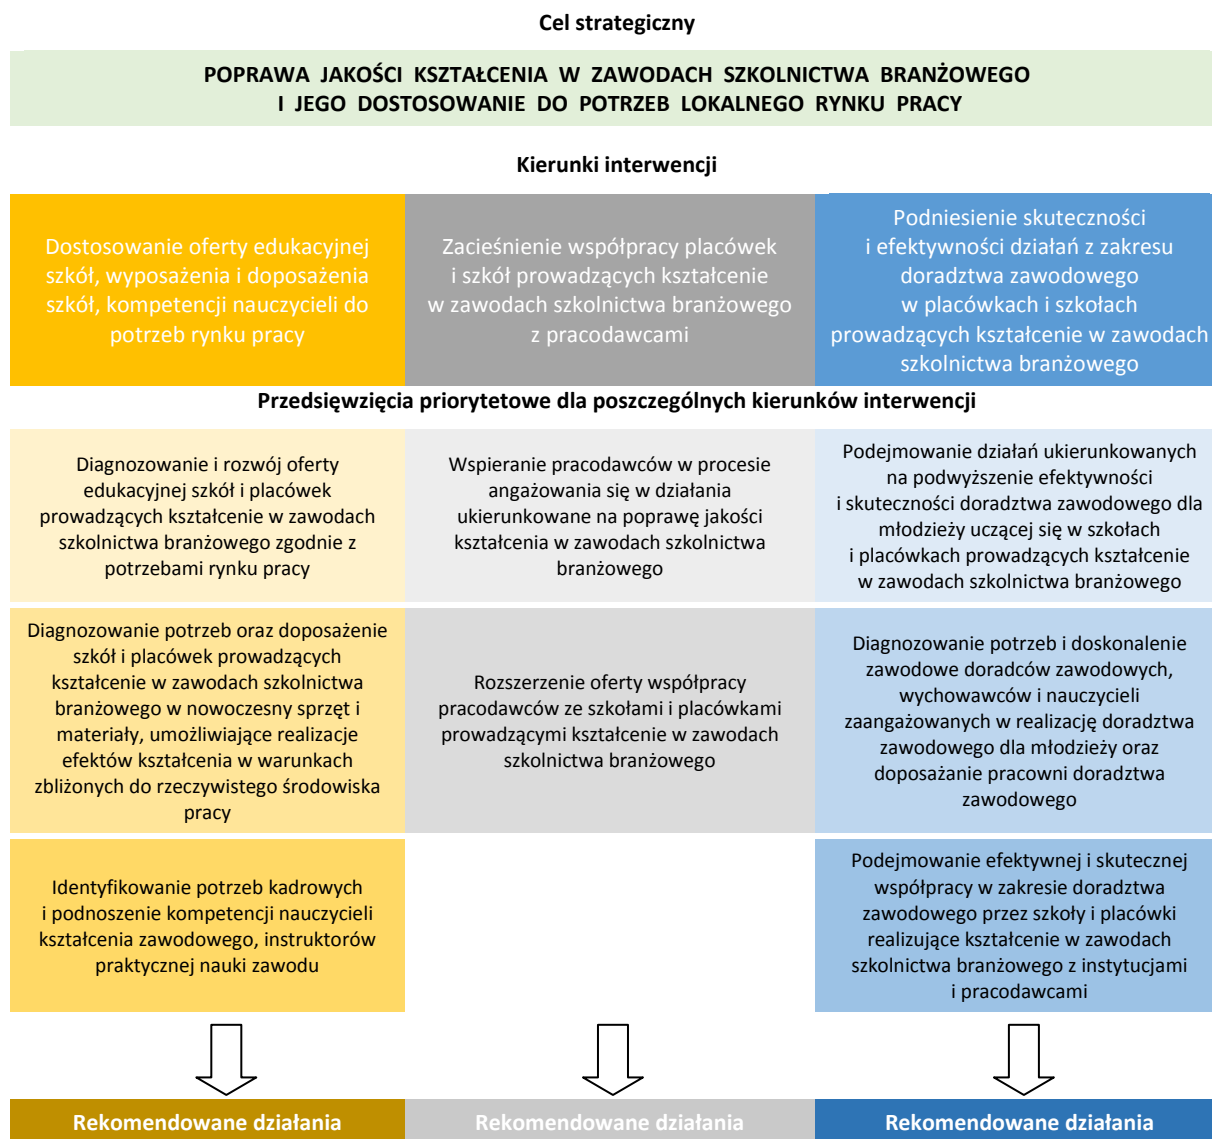 Cel strategiczny
POPRAWA JAKOŚCI KSZTAŁCENIA W ZAWODACH SZKOLNICTWA BRANŻOWEGO
I JEGO DOSTOSOWANIE DO POTRZEB LOKALNEGO RYNKU PRACY
Kierunki interwencji
Dostosowanie oferty edukacyjnej
szkół, wyposażenia i doposażenia
szkół, kompetencji nauczycieli do
potrzeb rynku pracy
Zacieśnienie współpracy placówek
i szkół prowadzących kształcenie
w zawodach szkolnictwa branżowego
z pracodawcami
Podniesienie skuteczności
i efektywności działań z zakresu
doradztwa zawodowego
w placówkach i szkołach
prowadzących kształcenie w zawodach
szkolnictwa branżowego
Przedsięwzięcia priorytetowe dla poszczególnych kierunków interwencji
Diagnozowanie i rozwój oferty
edukacyjnej szkół i placówek
prowadzących kształcenie w zawodach
szkolnictwa branżowego zgodnie z
potrzebami rynku pracy
Wspieranie pracodawców w procesie
angażowania się w działania
ukierunkowane na poprawę jakości
kształcenia w zawodach szkolnictwa
branżowego
Podejmowanie działań ukierunkowanych
na podwyższenie efektywności
i skuteczności doradztwa zawodowego dla
młodzieży uczącej się w szkołach
i placówkach prowadzących kształcenie
w zawodach szkolnictwa branżowego
Diagnozowanie potrzeb oraz doposażenie
szkół i placówek prowadzących
kształcenie w zawodach szkolnictwa
branżowego w nowoczesny sprzęt i
materiały, umożliwiające realizacje
efektów kształcenia w warunkach
zbliżonych do rzeczywistego środowiska
pracy
Rozszerzenie oferty współpracy
pracodawców ze szkołami i placówkami
prowadzącymi kształcenie w zawodach
szkolnictwa branżowego
Diagnozowanie potrzeb i doskonalenie
zawodowe doradców zawodowych,
wychowawców i nauczycieli
zaangażowanych w realizację doradztwa
zawodowego dla młodzieży oraz
doposażanie pracowni doradztwa
zawodowego
Identyfikowanie potrzeb kadrowych
i podnoszenie kompetencji nauczycieli
kształcenia zawodowego, instruktorów
praktycznej nauki zawodu
Podejmowanie efektywnej i skutecznej
współpracy w zakresie doradztwa
zawodowego przez szkoły i placówki
realizujące kształcenie w zawodach
szkolnictwa branżowego z instytucjami
i pracodawcami
Rekomendowane działania
Rekomendowane działania
Rekomendowane działania